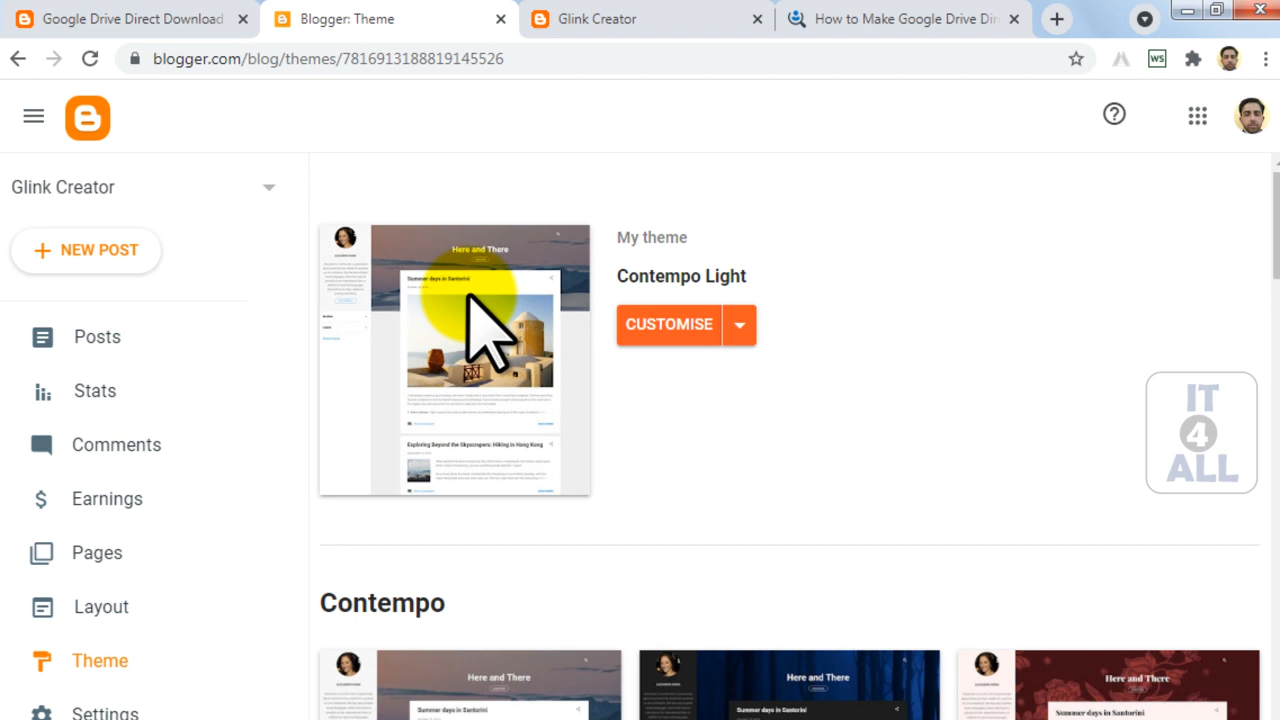 Google Drive Direct Download
Blogger: Theme
Glink Creator
How to Make Google Drive Dir
blogger.com/blog/themes/7816913188819145526
WS
Glink Creator
NEW POST
Posts
Stats
Comments
Earnings
Pages
Layout
Theme
Settings
Here and There
Summer days in Santorini
Exploring Beyond the Skyscrapers: Hiking in Hong Kong
My theme
Contempo Light
CUSTOMISE
IT
4
ALL
Contempo
Here and There
Summer days in Santorini
Here and There
Summer days in Santorini
Here and There
Summer days in Santorini